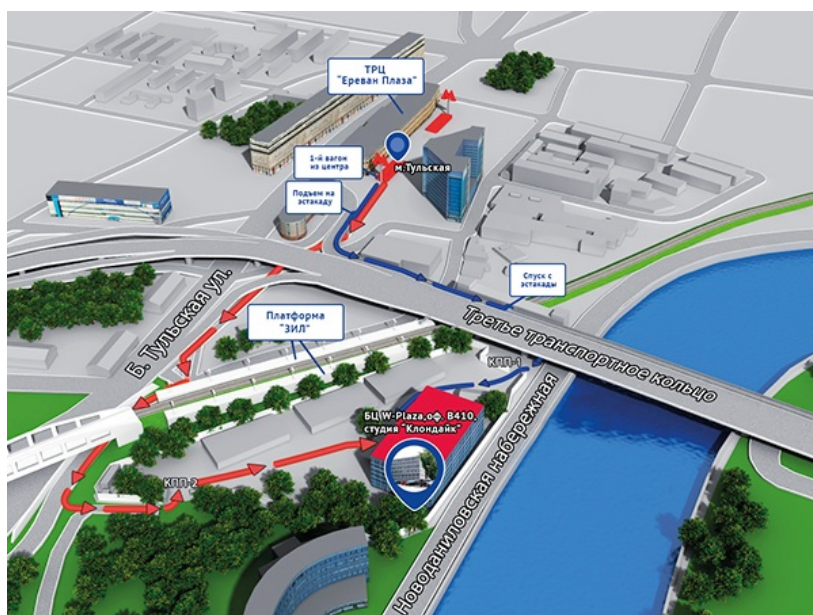 ТРЦ
"Ереван Плаза"
1-й вагон
из центра
м.Тульская
Подъем на
эстакаду
Спуск с
эстакады
Б. Тульская ул.
Платформа
"ЗИЛ"
Третье транспортное кольцо
КПП-1
БЦ W-Plaza,оф. В410,
студия "Клондайк"
КПП-2
Новоданиловская набережная